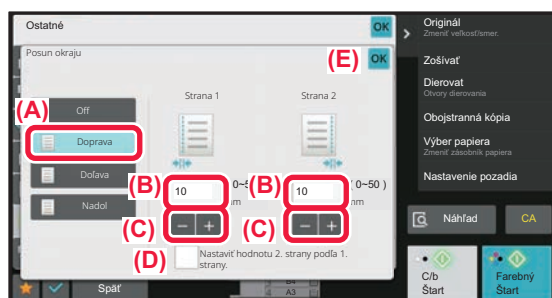 Ostatné
OK
Posun okraju
(E)
OK
(A)
Off
Doprava
Doľava
Nadol
Strana 1
Strana 2
(B)
10
mm
(B)
10
( 0~50 )
mm
(C)
− +
(C)
− +
(D)
Nastaviť hodnotu 2. strany podľa 1.
strany.
Späť
A3
Originál
Zmeniť veľkosť/smer.
Zošívať
Dierovat
Otvory dierovania
Obojstranná kópia
Výber papiera
Zmeniť zásobník papiera
Nastavenie pozadia
Náhľad
CA
C/b
Štart
Farebný
Štart